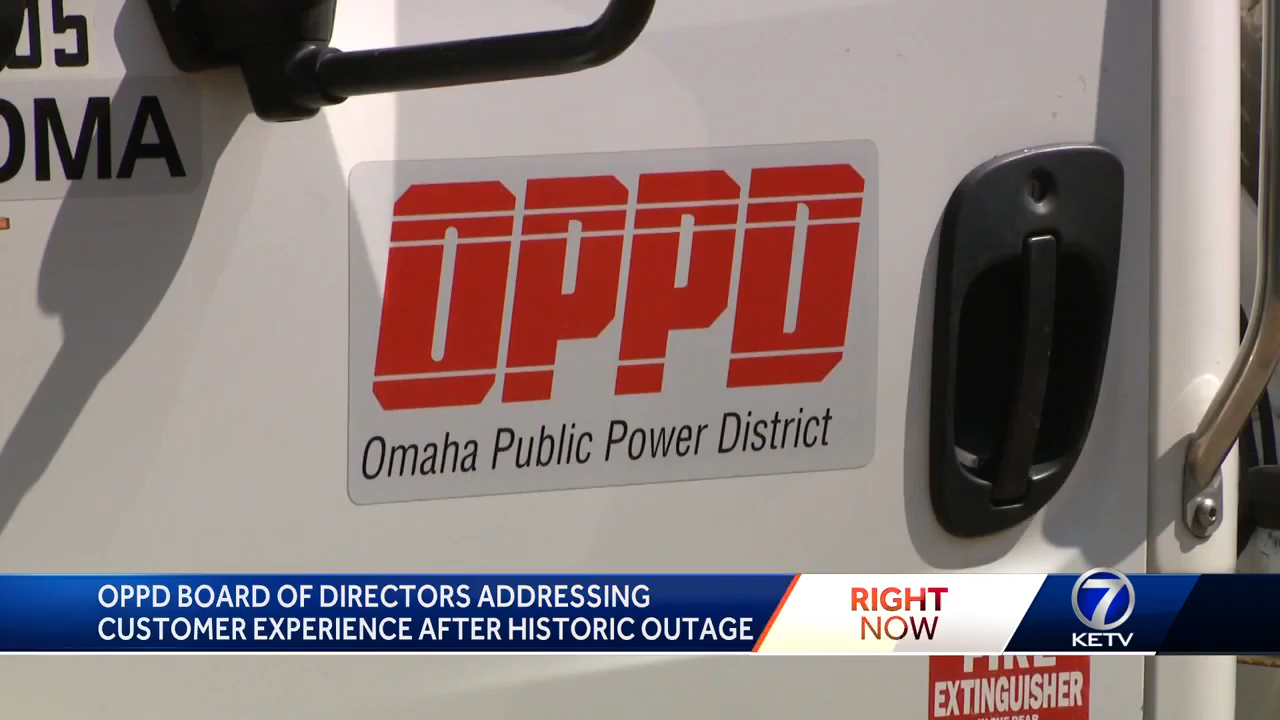 05
OMA
OPPD
Omaha Public Power District
OPPD BOARD OF DIRECTORS ADDRESSING
CUSTOMER EXPERIENCE AFTER HISTORIC OUTAGE
RIGHT
NOW
7
KETV
FIRE
EXTINGUISHER